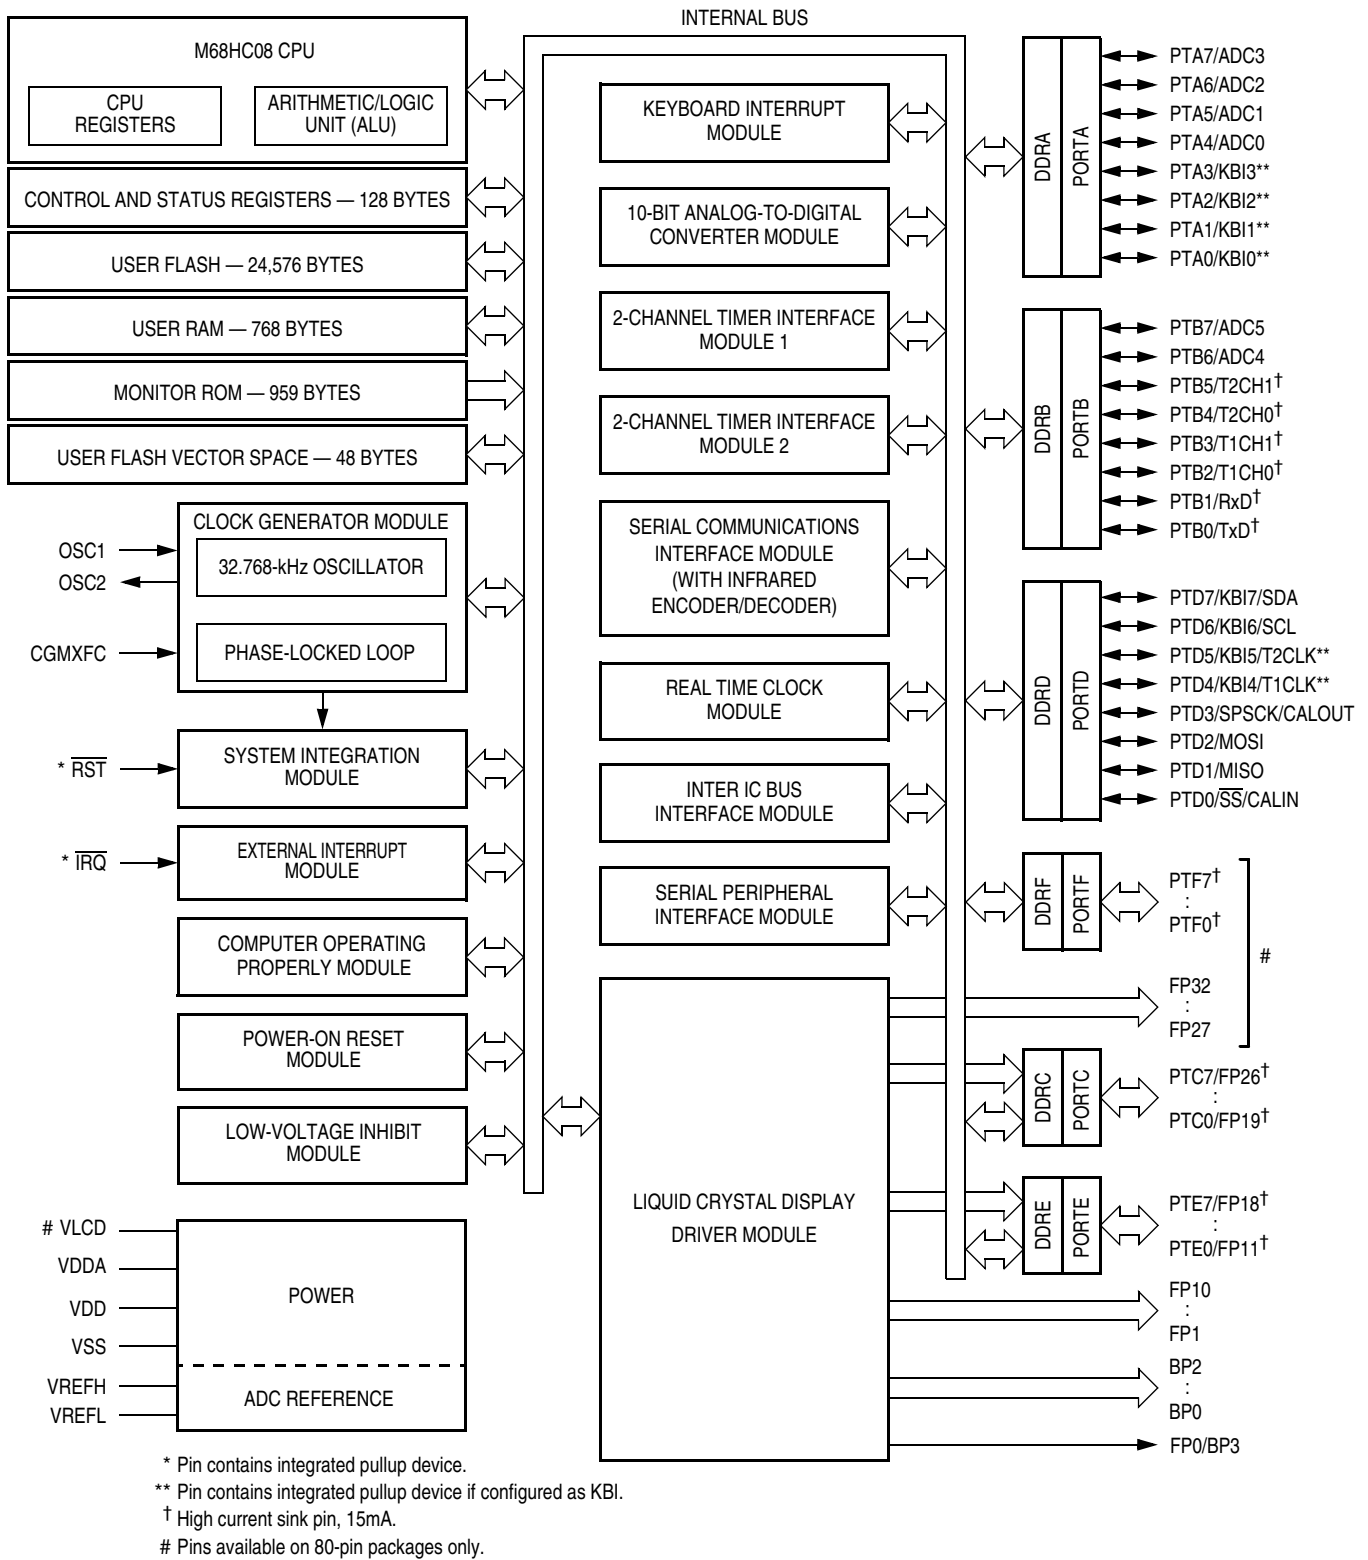 INTERNAL BUS
M68HC08 CPU
CPU
REGISTERS
ARITHMETIC/LOGIC
UNIT (ALU)
CONTROL AND STATUS REGISTERS — 128 BYTES
USER FLASH — 24,576 BYTES
USER RAM — 768 BYTES
MONITOR ROM — 959 BYTES
USER FLASH VECTOR SPACE — 48 BYTES
CLOCK GENERATOR MODULE
32.768-kHz OSCILLATOR
PHASE-LOCKED LOOP
OSC1
OSC2
CGMXFC
SYSTEM INTEGRATION
MODULE
* R̅S̅T̅
EXTERNAL INTERRUPT
MODULE
* I̅R̅Q̅
COMPUTER OPERATING
PROPERLY MODULE
POWER-ON RESET
MODULE
LOW-VOLTAGE INHIBIT
MODULE
# VLCD
VDDA
VDD
VSS
VREFH
VREFL
POWER
ADC REFERENCE
KEYBOARD INTERRUPT
MODULE
10-BIT ANALOG-TO-DIGITAL
CONVERTER MODULE
2-CHANNEL TIMER INTERFACE
MODULE 1
2-CHANNEL TIMER INTERFACE
MODULE 2
SERIAL COMMUNICATIONS
INTERFACE MODULE
(WITH INFRARED
ENCODER/DECODER)
REAL TIME CLOCK
MODULE
INTER IC BUS
INTERFACE MODULE
SERIAL PERIPHERAL
INTERFACE MODULE
LIQUID CRYSTAL DISPLAY
DRIVER MODULE
DDRA
PORTA
PTA7/ADC3
PTA6/ADC2
PTA5/ADC1
PTA4/ADC0
PTA3/KBI3**
PTA2/KBI2**
PTA1/KBI1**
PTA0/KBI0**
DDRB
PORTB
PTB7/ADC5
PTB6/ADC4
PTB5/T2CH1†
PTB4/T2CH0†
PTB3/T1CH1†
PTB2/T1CH0†
PTB1/RxD†
PTB0/TxD†
DDRD
PORTD
PTD7/KBI7/SDA
PTD6/KBI6/SCL
PTD5/KBI5/T2CLK**
PTD4/KBI4/T1CLK**
PTD3/SPSCK/CALOUT
PTD2/MOSI
PTD1/MISO
PTD0/S̅S̅/CALIN
DDRF
PORTF
PTF7†
:
PTF0†
#
FP32
:
FP27
DDRC
PORTC
PTC7/FP26†
:
PTC0/FP19†
DDRE
PORTE
PTE7/FP18†
:
PTE0/FP11†
FP10
:
FP1
BP2
:
BP0
FP0/BP3
* Pin contains integrated pullup device.
** Pin contains integrated pullup device if configured as KBI.
† High current sink pin, 15mA.
# Pins available on 80-pin packages only.